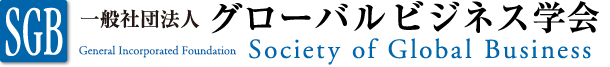 SGB
一般社団法人 グローバルビジネス学会
General Incorporated Foundation Society of Global Business